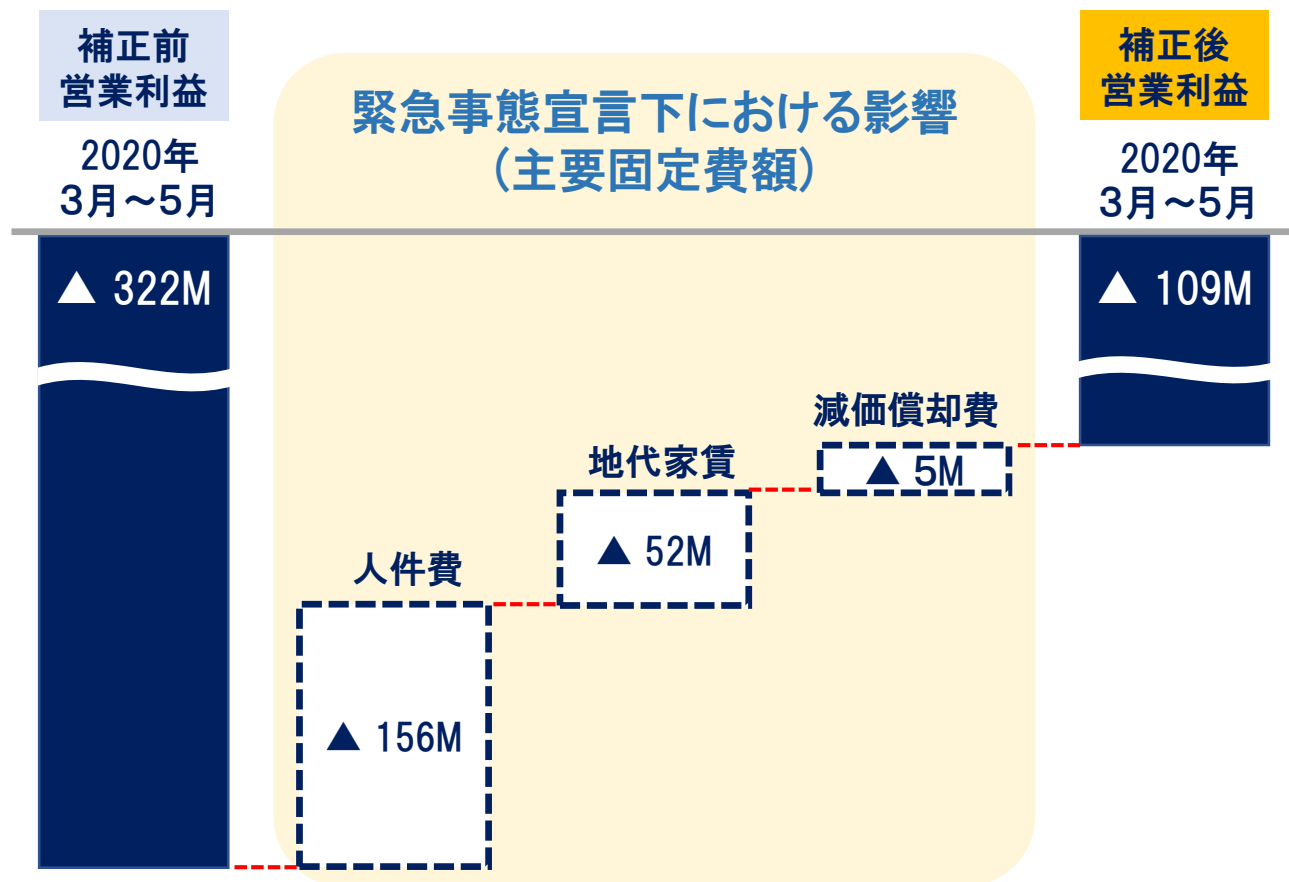 補正前
営業利益
2020年
3月～5月
緊急事態宣言下における影響
(主要固定費額)
補正後
営業利益
2020年
3月～5月
▲ 322M
▲ 109M
減価償却費
▲ 5M
地代家賃
▲ 52M
人件費
▲ 156M